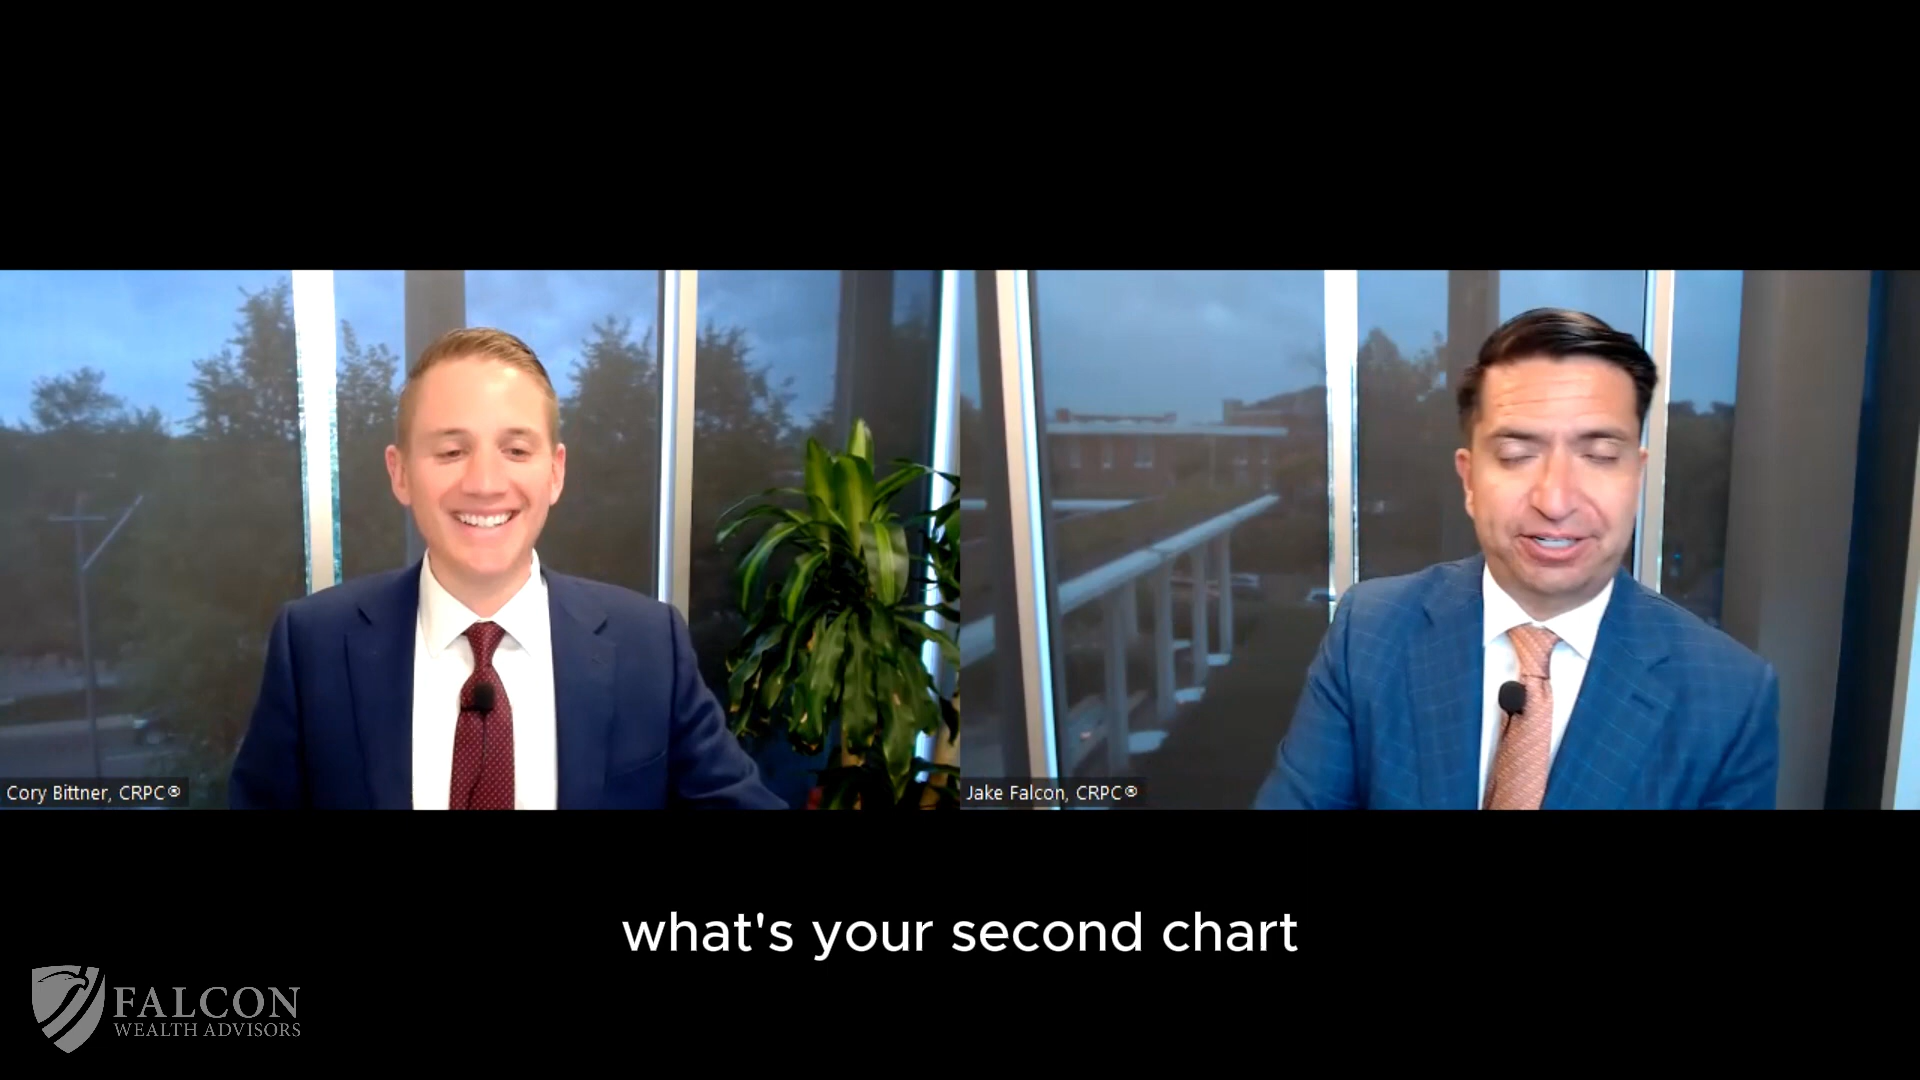 Cory Bittner, CRPC®
Jake Falcon, CRPC®
what's your second chart
FALCON
WEALTH ADVISORS